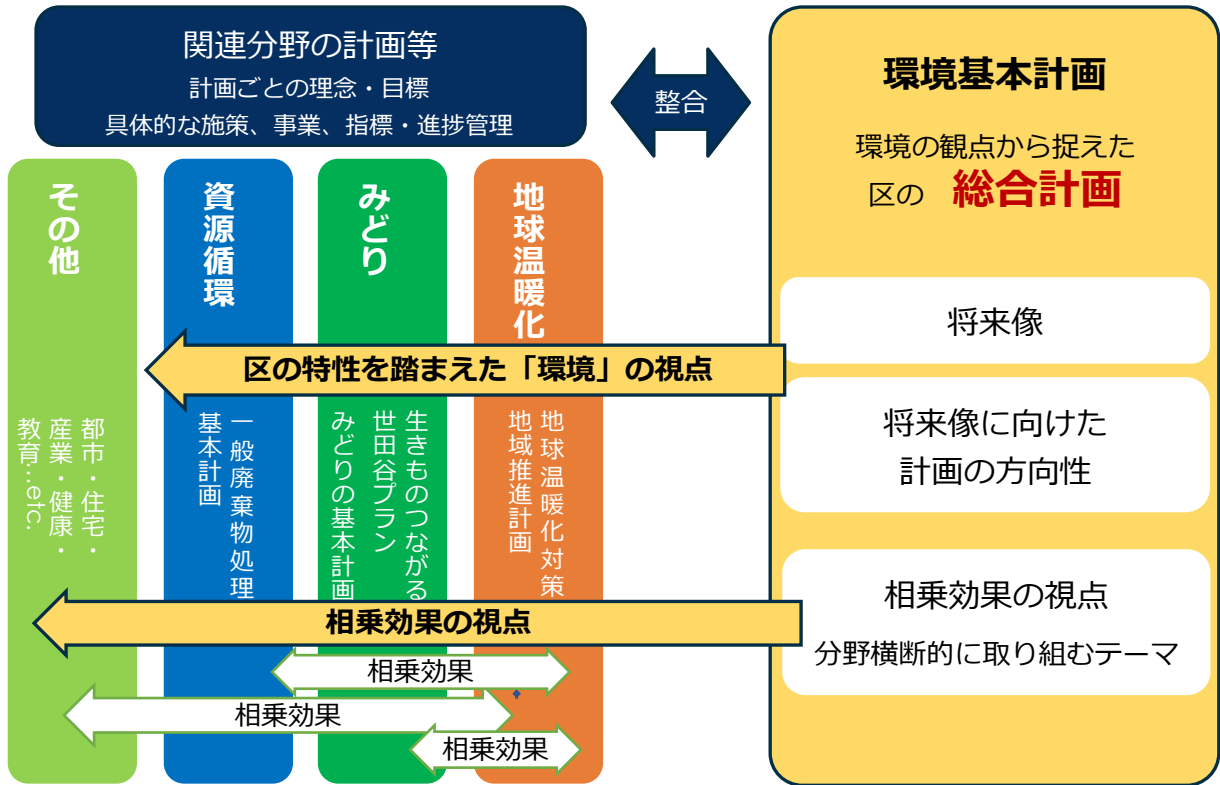 関連分野の計画等
計画ごとの理念・目標
具体的な施策、事業、指標・進捗管理
整合
環境基本計画
環境の観点から捉えた
区の 総合計画
将来像
将来像に向けた
計画の方向性
相乗効果の視点
分野横断的に取り組むテーマ
その他
資源循環
みどり
地球温暖化
区の特性を踏まえた「環境」の視点
都市・住宅・
産業・健康・
教育…etc.
一般廃棄物処理
基本計画
生きものつながる
世田谷プラン
みどりの基本計画
地球温暖化対策
地域推進計画
相乗効果の視点
相乗効果
相乗効果
相乗効果